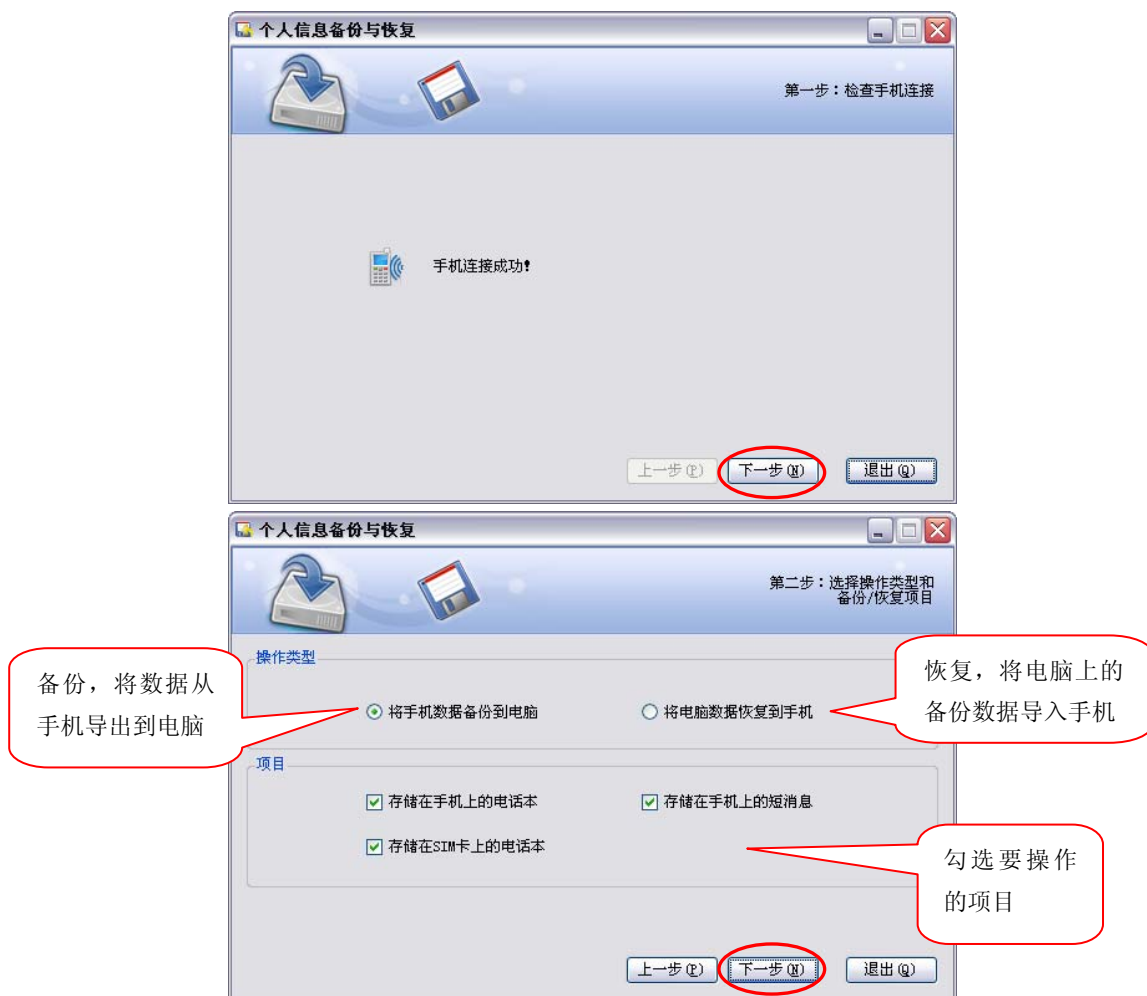 个人信息备份与恢复
第一步：检查手机连接
手机连接成功！
上一步(P)
下一步(N)
退出(Q)
个人信息备份与恢复
第二步：选择操作类型和
备份/恢复项目
操作类型
备份，将数据从
手机导出到电脑
将手机数据备份到电脑
将电脑数据恢复到手机
恢复，将电脑上的
备份数据导入手机
项目
存储在手机上的电话本
存储在手机上的短消息
存储在SIM卡上的电话本
勾选要操作
的项目
上一步(P)
下一步(N)
退出(Q)